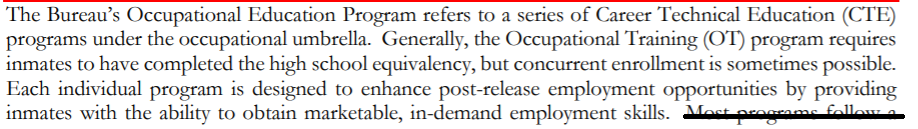 The Bureau’s Occupational Education Program refers to a series of Career Technical Education (CTE)
programs under the occupational umbrella.  Generally, the Occupational Training (OT) program requires
inmates to have completed the high school equivalency, but concurrent enrollment is sometimes possible.
Each individual program is designed to enhance post-release employment opportunities by providing
inmates with the ability to obtain marketable, in-demand employment skills.  Most programs follow a